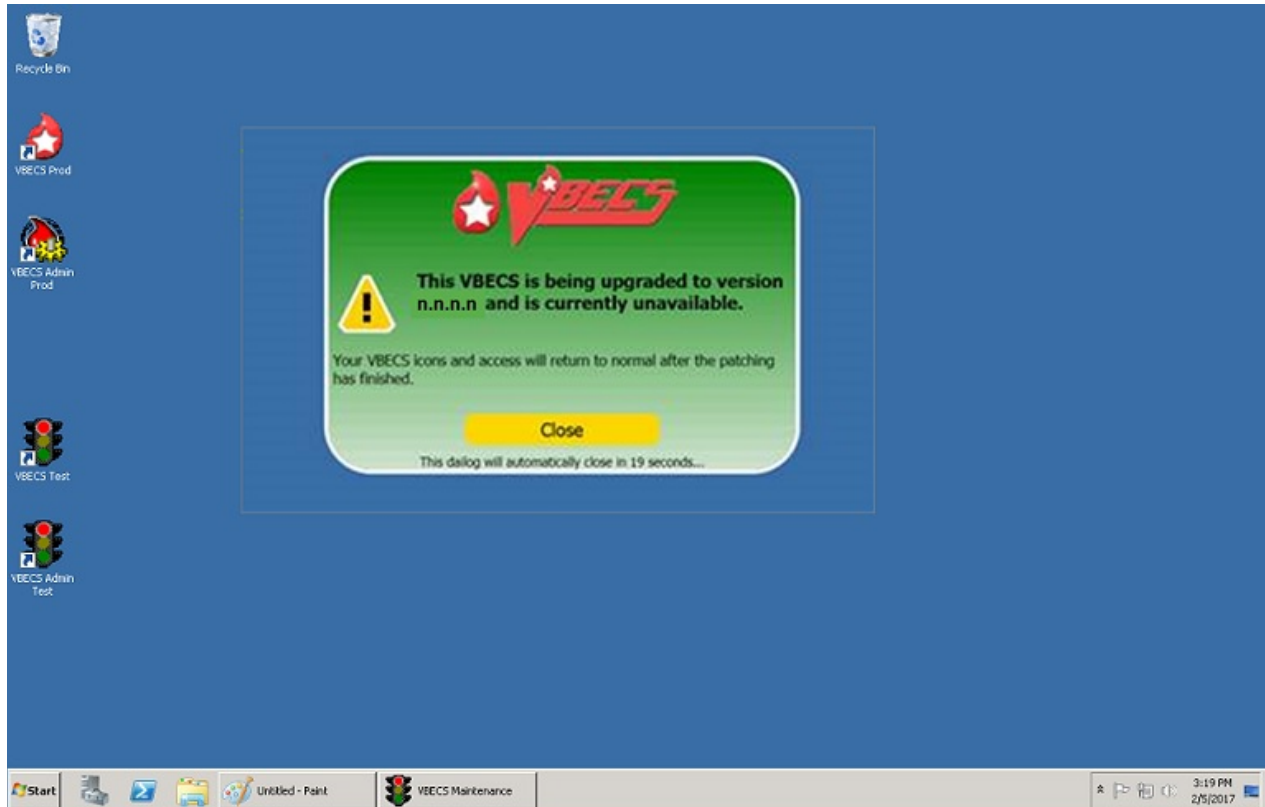 Recycle Bin
VBECS Prod
VBECS Admin
Prod
VBECS Test
VBECS Admin
Test
VBECS
This VBECS is being upgraded to version
n.n.n.n and is currently unavailable.
Your VBECS icons and access will return to normal after the patching
has finished.
Close
This dailog will automatically close in 19 seconds...
Start
Untitled - Paint
VBECS Maintenance
3:19 PM
2/5/2017